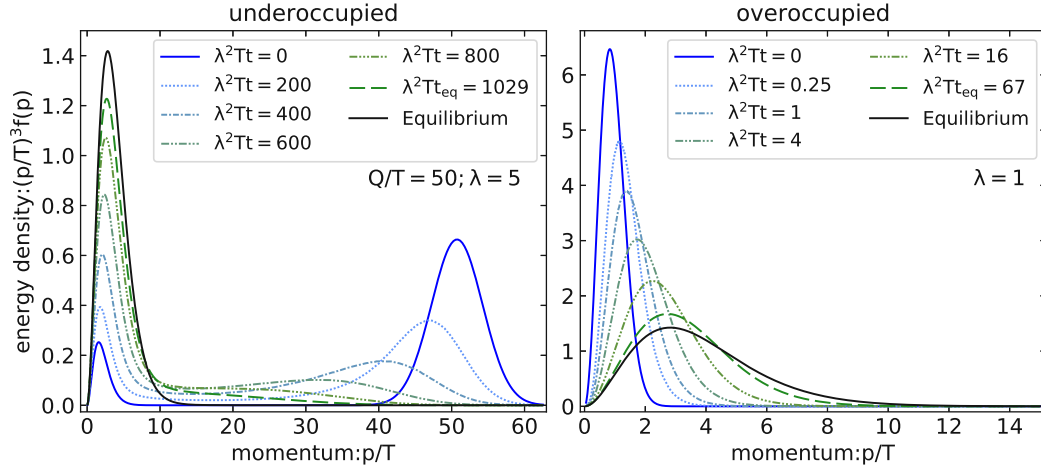 underoccupied
energy density:(p/T)³f(p)
1.4
1.2
1.0
0.8
0.6
0.4
0.2
0.0
λ²Tt = 0
λ²Tt = 200
λ²Tt = 400
λ²Tt = 600
λ²Tt = 800
λ²Tt_eq = 1029
Equilibrium
Q/T = 50; λ = 5
0 10 20 30 40 50 60
momentum:p/T
overoccupied
6
5
4
3
2
1
0
λ²Tt = 0
λ²Tt = 0.25
λ²Tt = 1
λ²Tt = 4
λ²Tt = 16
λ²Tt_eq = 67
Equilibrium
λ = 1
0 2 4 6 8 10 12 14
momentum:p/T